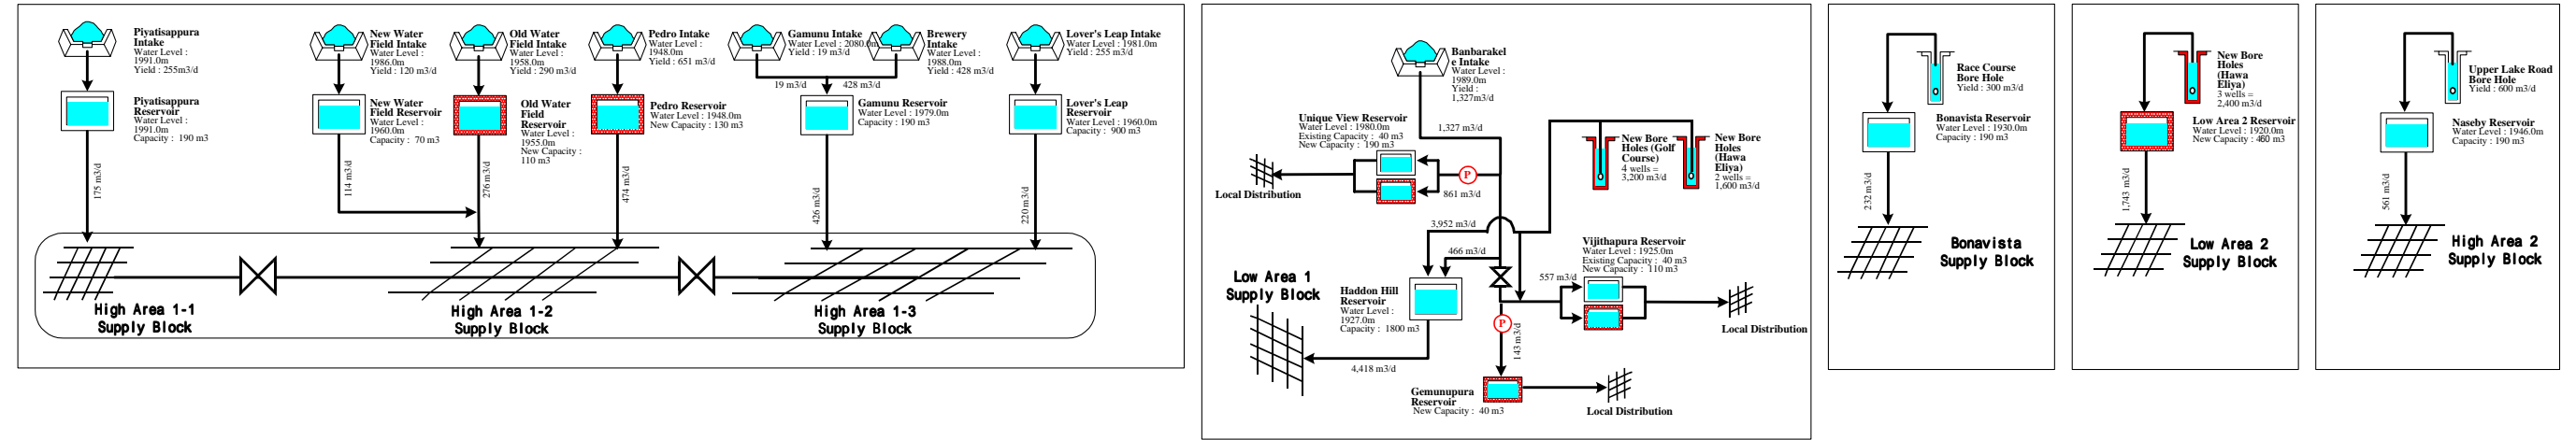 Piyatisappura
Intake
Water Level :
1991.0m
Yield : 255m3/d
New Water
Field Intake
Water Level :
1986.0m
Yield : 120 m3/d
Old Water
Field Intake
Water Level :
1958.0m
Yield : 290 m3/d
Pedro Intake
Water Level :
1948.0m
Yield : 651 m3/d
Gamunu Intake
Water Level : 2080.0m
Yield : 19 m3/d
Brewery
Intake
Water Level :
1988.0m
Yield : 428 m3/d
Lover's Leap Intake
Water Level : 1981.0m
Yield : 255 m3/d
19 m3/d
428 m3/d
Piyatisappura
Reservoir
Water Level :
1991.0m
Capacity : 190 m3
New Water
Field Reservoir
Water Level :
1960.0m
Capacity : 70 m3
Old Water
Field
Reservoir
Water Level :
1955.0m
New Capacity :
110 m3
Pedro Reservoir
Water Level : 1948.0m
New Capacity : 130 m3
Gamunu Reservoir
Water Level : 1979.0m
Capacity : 190 m3
Lover's Leap
Reservoir
Water Level : 1960.0m
Capacity : 900 m3
175 m3/d
114 m3/d
276 m3/d
474 m3/d
426 m3/d
220 m3/d
High Area 1-1
Supply Block
High Area 1-2
Supply Block
High Area 1-3
Supply Block
Banbarakel
e Intake
Water Level :
1989.0m
Yield :
1,327m3/d
Unique View Reservoir
Water Level : 1980.0m
Existing Capacity : 40 m3
New Capacity : 190 m3
1,327 m3/d
Local Distribution
P
861 m3/d
New Bore
Holes (Golf
Course)
4 wells =
3,200 m3/d
New Bore
Holes
(Hawa
Eliya)
2 wells =
1,600 m3/d
3,952 m3/d
466 m3/d
Vijithapura Reservoir
Water Level : 1925.0m
Existing Capacity : 40 m3
New Capacity : 110 m3
557 m3/d
Local Distribution
Low Area 1
Supply Block
Haddon Hill
Reservoir
Water Level :
1927.0m
Capacity : 1800 m3
P
143 m3/d
4,418 m3/d
Gemunupura
Reservoir
New Capacity : 40 m3
Local Distribution
Race Course
Bore Hole
Yield : 300 m3/d
Bonavista Reservoir
Water Level : 1930.0m
Capacity : 190 m3
232 m3/d
Bonavista
Supply Block
New Bore
Holes
(Hawa
Eliya)
3 wells =
2,400 m3/d
Low Area 2 Reservoir
Water Level : 1920.0m
New Capacity : 460 m3
1,743 m3/d
Low Area 2
Supply Block
Upper Lake Road
Bore Hole
Yield : 600 m3/d
Naseby Reservoir
Water Level : 1946.0m
Capacity : 190 m3
561 m3/d
High Area 2
Supply Block